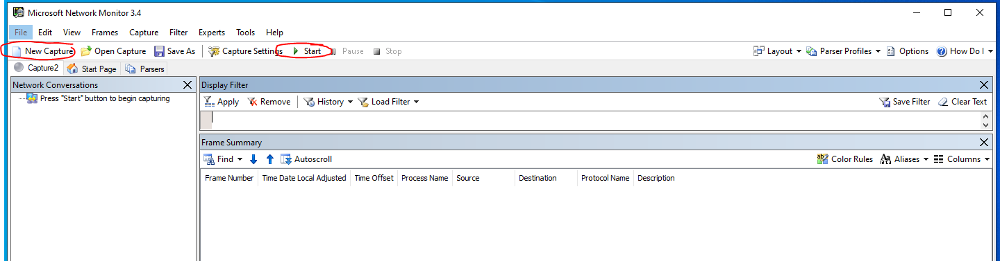 Microsoft Network Monitor 3.4
File Edit View Frames Capture Filter Experts Tools Help
New Capture Open Capture Save As Capture Settings Start Pause Stop Layout Parser Profiles Options How Do I
Capture2 Start Page Parsers
Network Conversations
Press "Start" button to begin capturing
Display Filter
Apply Remove History Load Filter Save Filter Clear Text
Frame Summary
Find Autoscroll Color Rules Aliases Columns
Frame Number Time Date Local Adjusted Time Offset Process Name Source Destination Protocol Name Description